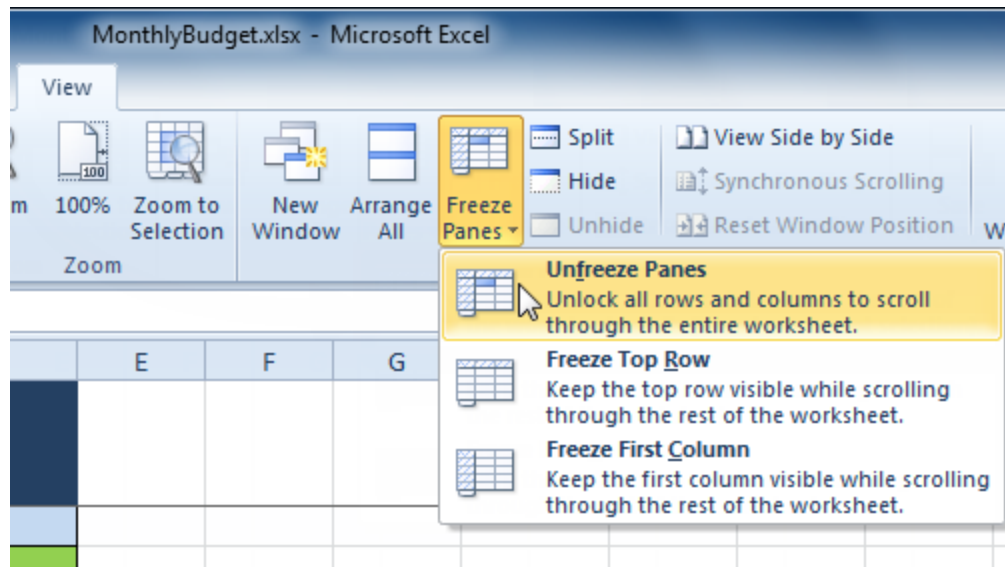 MonthlyBudget.xlsx - Microsoft Excel
View
m
100%
100
Zoom to
Selection
Zoom
New
Window
Arrange
All
Freeze
Panes
Split
Hide
Unhide
View Side by Side
Synchronous Scrolling
Reset Window Position
W
Unfreeze Panes
Unlock all rows and columns to scroll
through the entire worksheet.
Freeze Top Row
Keep the top row visible while scrolling
through the rest of the worksheet.
Freeze First Column
Keep the first column visible while scrolling
through the rest of the worksheet.
E F G